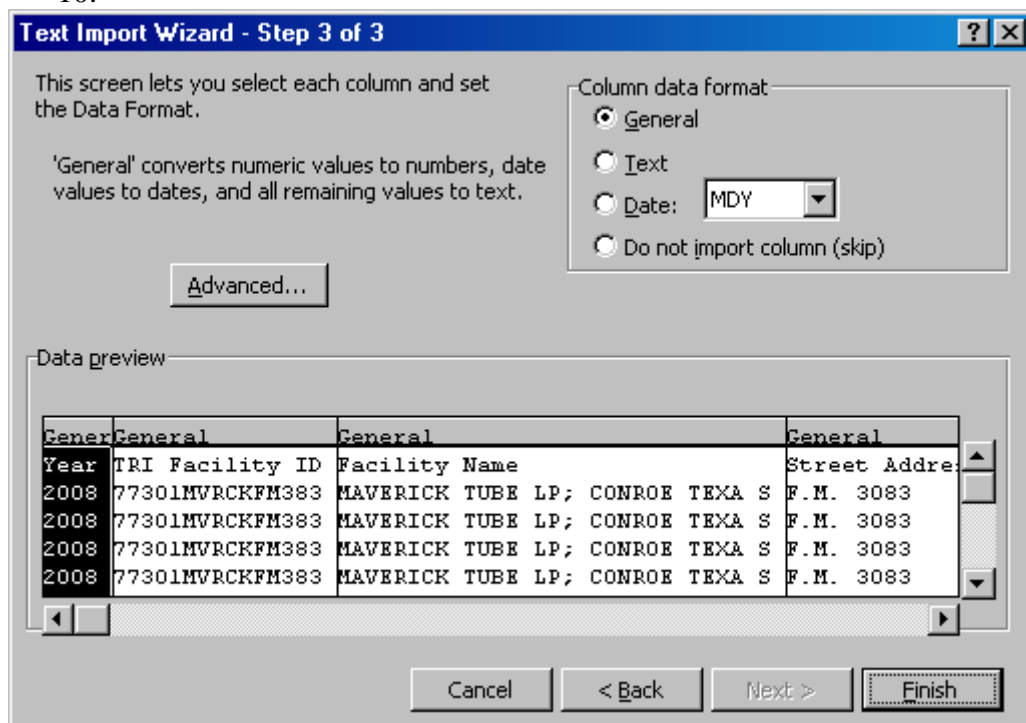 10.
Text Import Wizard - Step 3 of 3
This screen lets you select each column and set
the Data Format.
'General' converts numeric values to numbers, date
values to dates, and all remaining values to text.
Advanced...
Column data format
General
Text
Date: MDY
Do not import column (skip)
Data preview
Gener General General General
Year TRI Facility ID Facility Name Street Addre
2008 77301MVRCKFM383 MAVERICK TUBE LP; CONROE TEXA S F.M. 3083
2008 77301MVRCKFM383 MAVERICK TUBE LP; CONROE TEXA S F.M. 3083
2008 77301MVRCKFM383 MAVERICK TUBE LP; CONROE TEXA S F.M. 3083
2008 77301MVRCKFM383 MAVERICK TUBE LP; CONROE TEXA S F.M. 3083
Cancel < Back Next > Finish